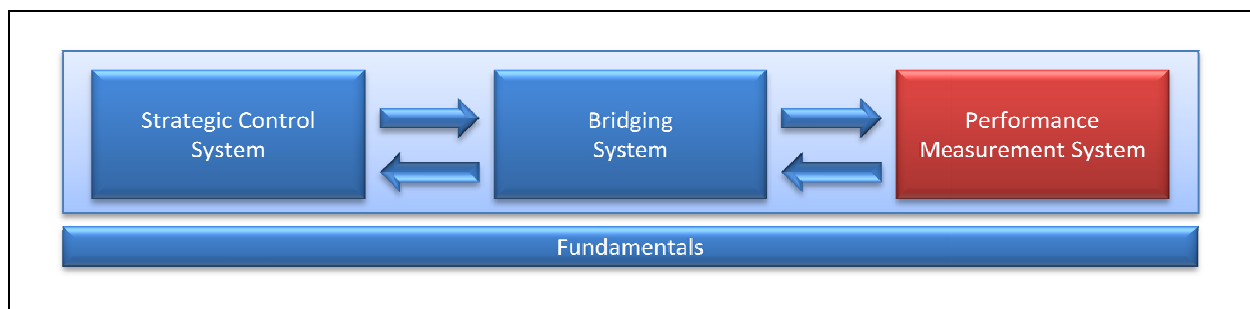 Strategic Control
System
Bridging
System
Performance
Measurement System
Fundamentals